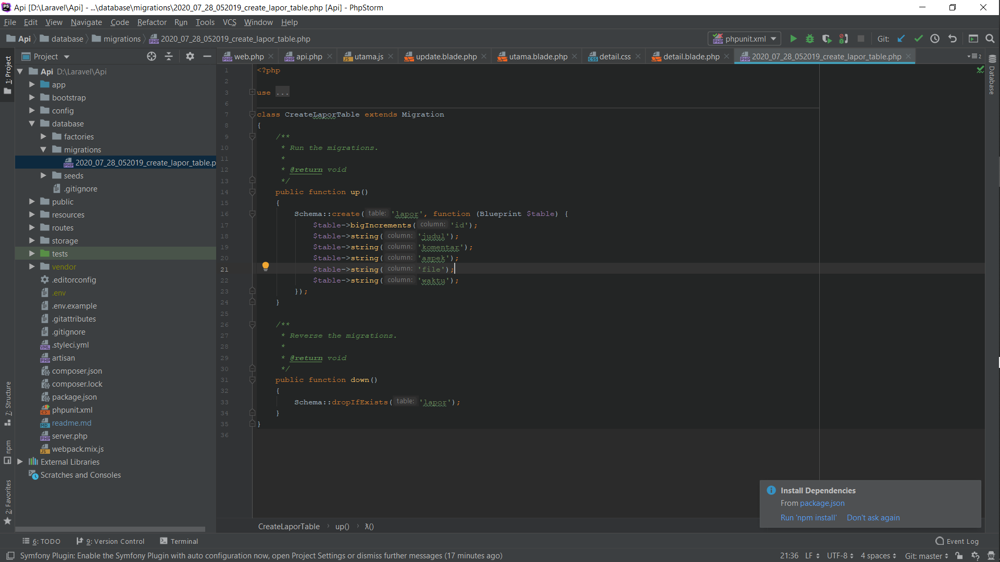 Api [D:\Laravel\Api] - ...\database\migrations\2020_07_28_052019_create_lapor_table.php [Api] - PhpStorm
File Edit View Navigate Code Refactor Run Tools VCS Window Help
Api database migrations 2020_07_28_052019_create_lapor_table.php phpunit.xml Git:
Project
web.php api.php utama.js update.blade.php utama.blade.php detail.css detail.blade.php 2020_07_28_052019_create_lapor_table.php 2
1: Project
7: Structure
npm
2: Favorites
Database
Api D:\Laravel\Api
app
bootstrap
config
database
factories
migrations
2020_07_28_052019_create_lapor_table.p
seeds
.gitignore
public
resources
routes
storage
tests
vendor
.editorconfig
.env
.env.example
.gitattributes
.gitignore
.styleci.yml
artisan
composer.json
composer.lock
package.json
phpunit.xml
readme.md
server.php
webpack.mix.js
External Libraries
Scratches and Consoles
1 <?php
2
3 use ...
6
7 class CreateLaporTable extends Migration
8 {
9 /**
10 * Run the migrations.
11 *
12 * @return void
13 */
14 public function up()
15 {
16 Schema::create( table: 'lapor', function (Blueprint $table) {
17 $table->bigIncrements( column: 'id');
18 $table->string( column: 'judul');
19 $table->string( column: 'komentar');
20 $table->string( column: 'aspek');
21 $table->string( column: 'file');
22 $table->string( column: 'waktu');
23 });
24 }
25
26 /**
27 * Reverse the migrations.
28 *
29 * @return void
30 */
31 public function down()
32 {
33 Schema::dropIfExists( table: 'lapor');
34 }
35 }
36
CreateLaporTable › up() › λ()
Install Dependencies
From package.json
Run 'npm install' Don't ask again
6: TODO 9: Version Control Terminal Event Log
Symfony Plugin: Enable the Symfony Plugin with auto configuration now, open Project Settings or dismiss further messages (17 minutes ago) 21:36 LF UTF-8 4 spaces Git: master